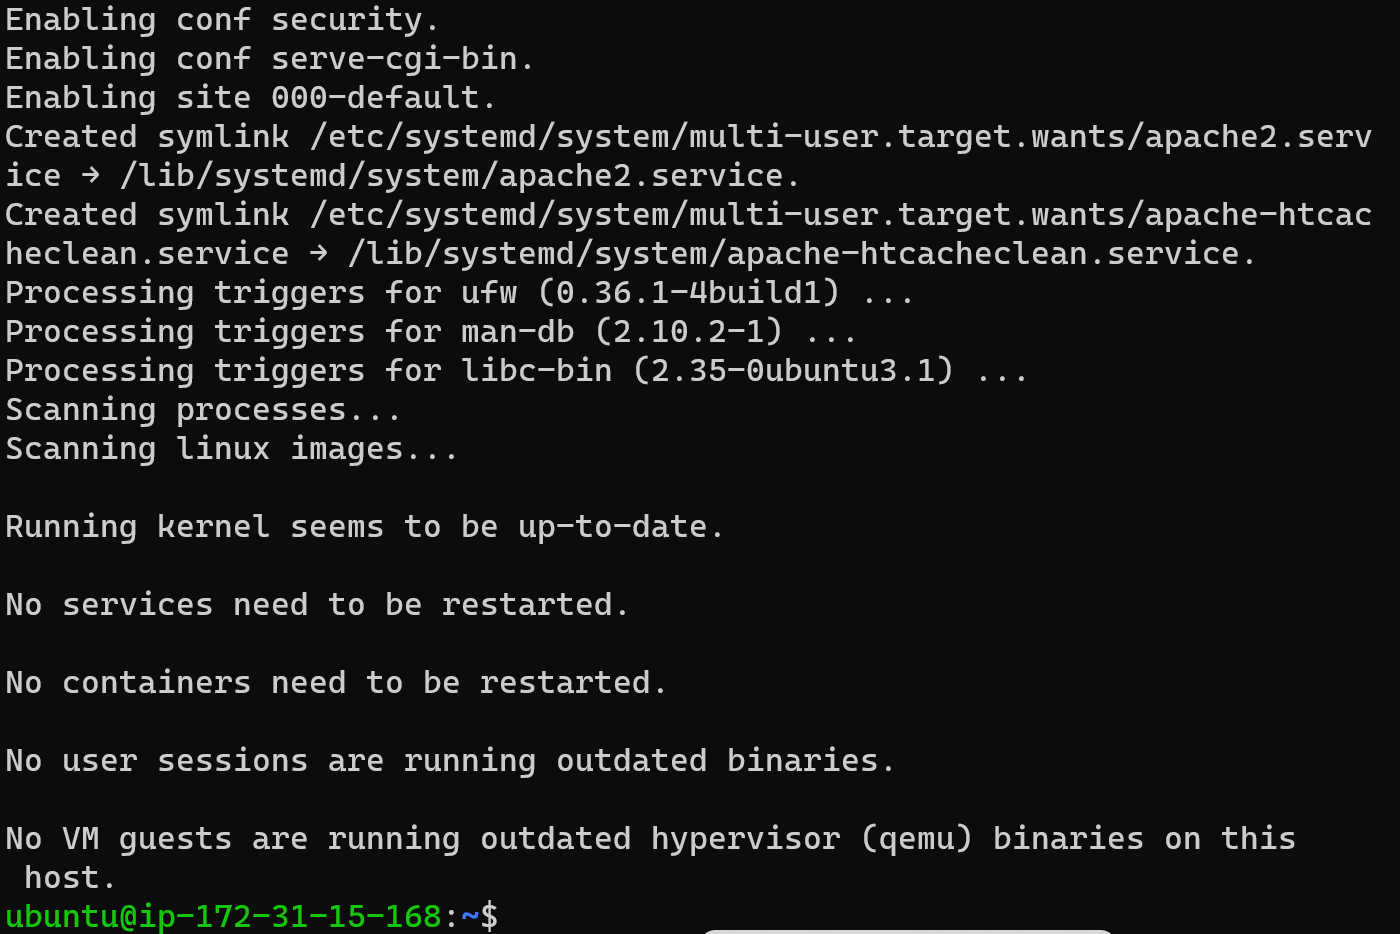 Enabling conf security.
Enabling conf serve-cgi-bin.
Enabling site 000-default.
Created symlink /etc/systemd/system/multi-user.target.wants/apache2.serv
ice → /lib/systemd/system/apache2.service.
Created symlink /etc/systemd/system/multi-user.target.wants/apache-htcac
heclean.service → /lib/systemd/system/apache-htcacheclean.service.
Processing triggers for ufw (0.36.1-4build1) ...
Processing triggers for man-db (2.10.2-1) ...
Processing triggers for libc-bin (2.35-0ubuntu3.1) ...
Scanning processes...
Scanning linux images...
Running kernel seems to be up-to-date.
No services need to be restarted.
No containers need to be restarted.
No user sessions are running outdated binaries.
No VM guests are running outdated hypervisor (qemu) binaries on this
 host.
ubuntu@ip-172-31-15-168:~$